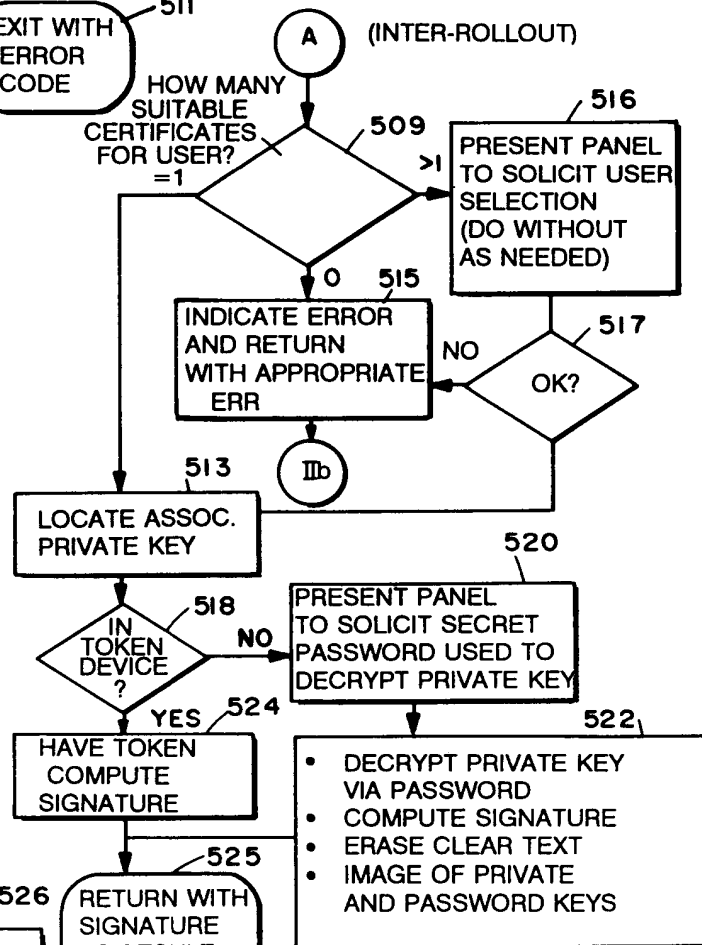 511
EXIT WITH
ERROR
CODE
A
(INTER-ROLLOUT)
HOW MANY
SUITABLE
CERTIFICATES
FOR USER?
=1
509
>1
516
PRESENT PANEL
TO SOLICIT USER
SELECTION
(DO WITHOUT
AS NEEDED)
0
515
INDICATE ERROR
AND RETURN
WITH APPROPRIATE
ERR
NO
517
OK?
IIb
513
LOCATE ASSOC.
PRIVATE KEY
518
IN
TOKEN
DEVICE
?
NO
520
PRESENT PANEL
TO SOLICIT SECRET
PASSWORD USED TO
DECRYPT PRIVATE KEY
YES
524
HAVE TOKEN
COMPUTE
SIGNATURE
522
• DECRYPT PRIVATE KEY
VIA PASSWORD
• COMPUTE SIGNATURE
• ERASE CLEAR TEXT
• IMAGE OF PRIVATE
AND PASSWORD KEYS
525
526
RETURN WITH
SIGNATURE